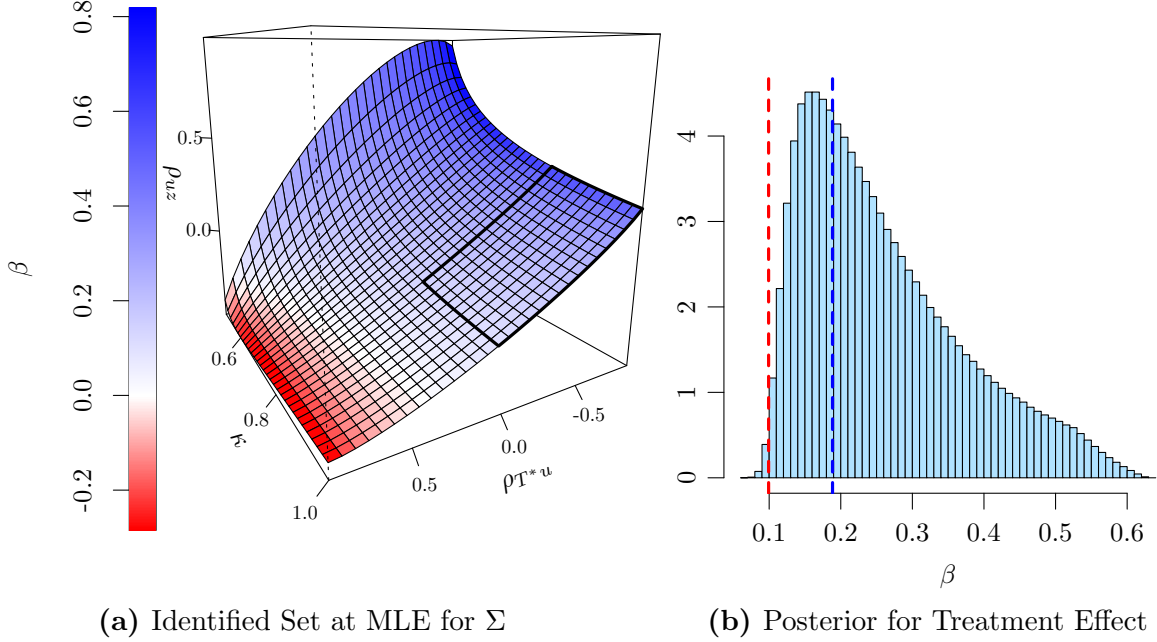 0.8
0.6
0.4
0.2
0.0
-0.2
β
0.5
0.0
ρuz
0.6
0.8
1.0
κ
0.5
0.0
-0.5
ρT*u
4
3
2
1
0
0.1 0.2 0.3 0.4 0.5 0.6
β
(a) Identified Set at MLE for Σ
(b) Posterior for Treatment Effect